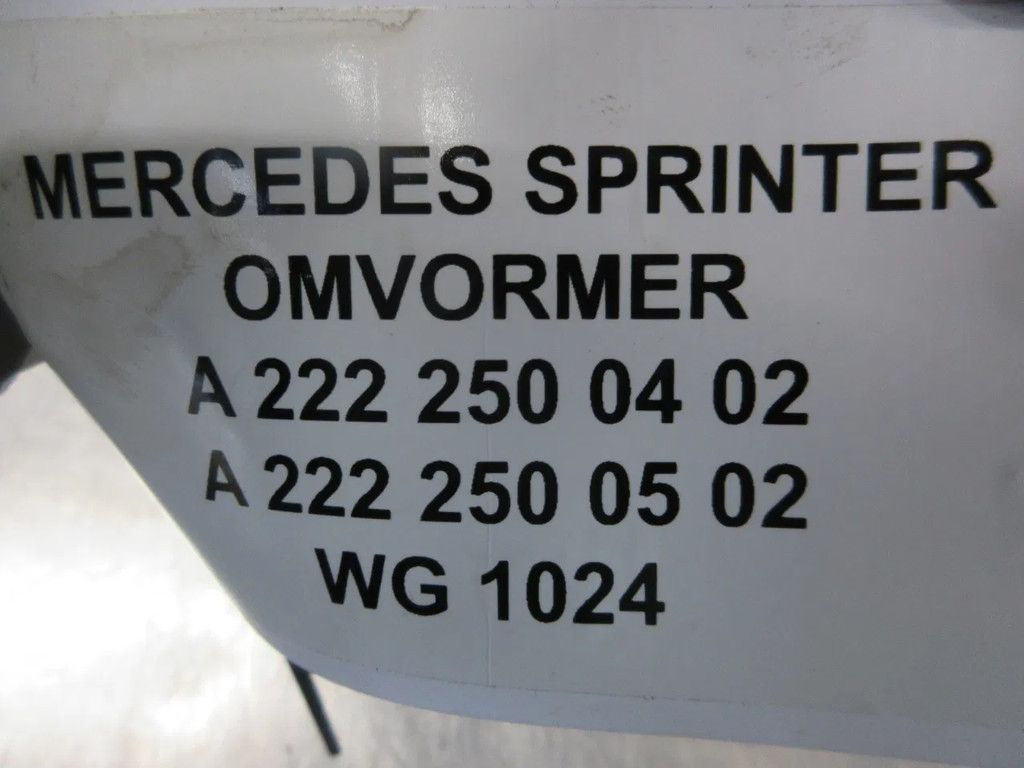 MERCEDES SPRINTER
OMVORMER
A 222 250 04 02
A 222 250 05 02
WG 1024